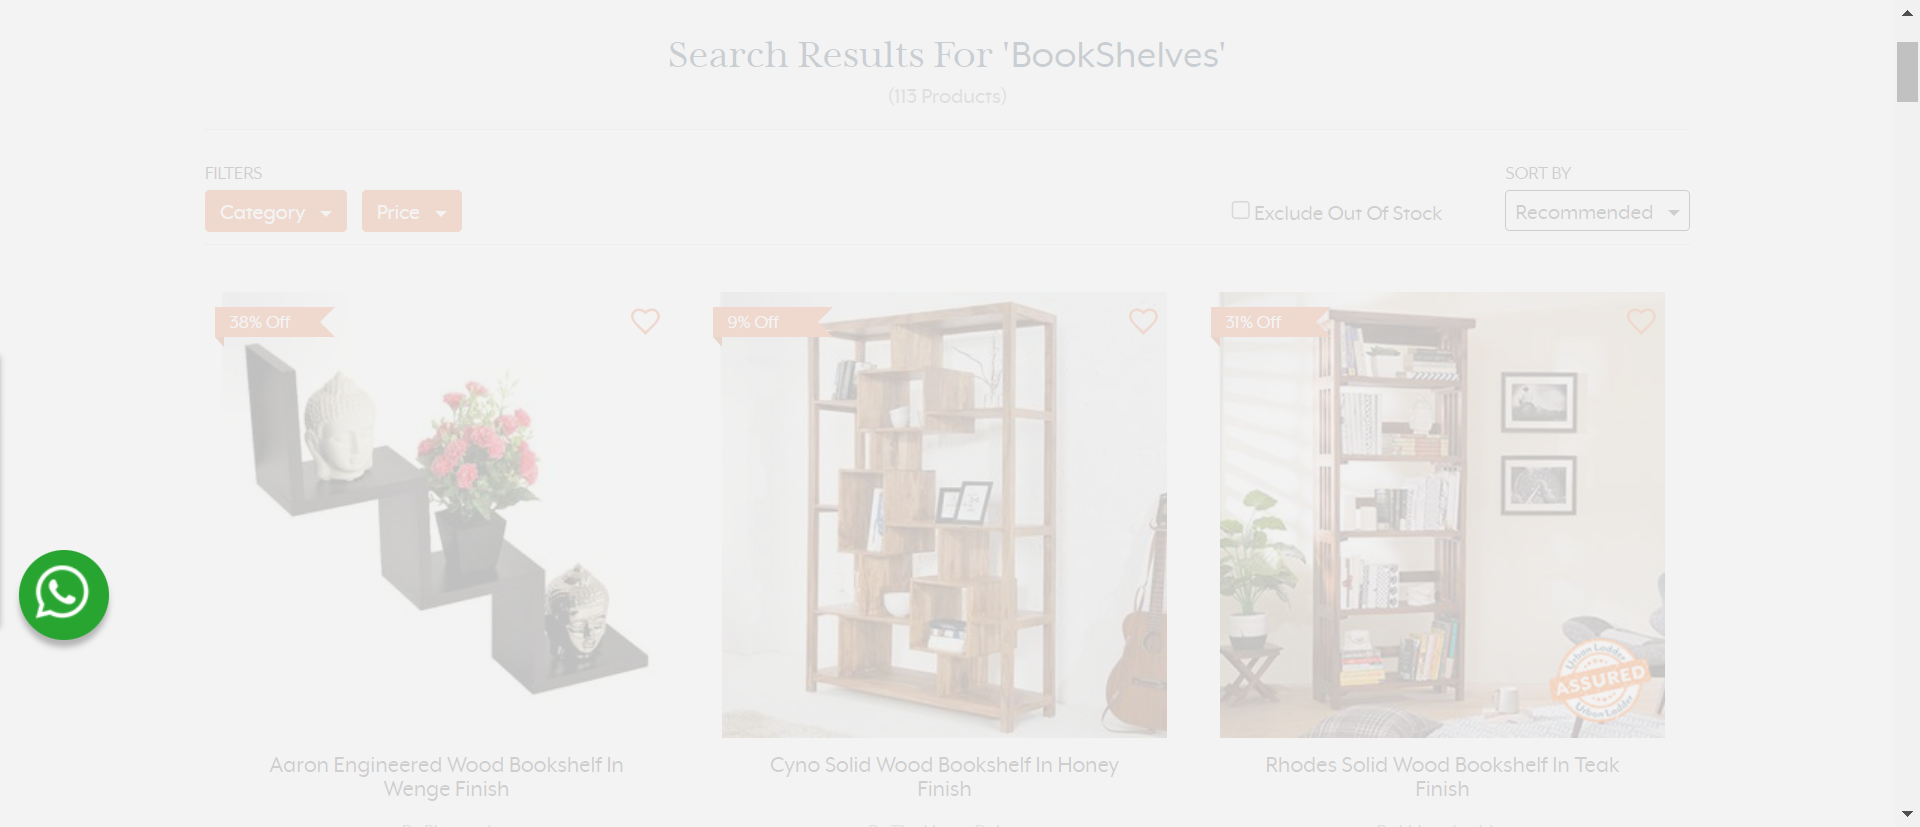 Search Results For 'BookShelves'
(113 Products)
FILTERS
SORT BY
Category
Price
Exclude Out Of Stock
Recommended
38% Off
9% Off
31% Off
Urban Ladder
ASSURED
Urban Ladder
Aaron Engineered Wood Bookshelf In
Wenge Finish
Cyno Solid Wood Bookshelf In Honey
Finish
Rhodes Solid Wood Bookshelf In Teak
Finish